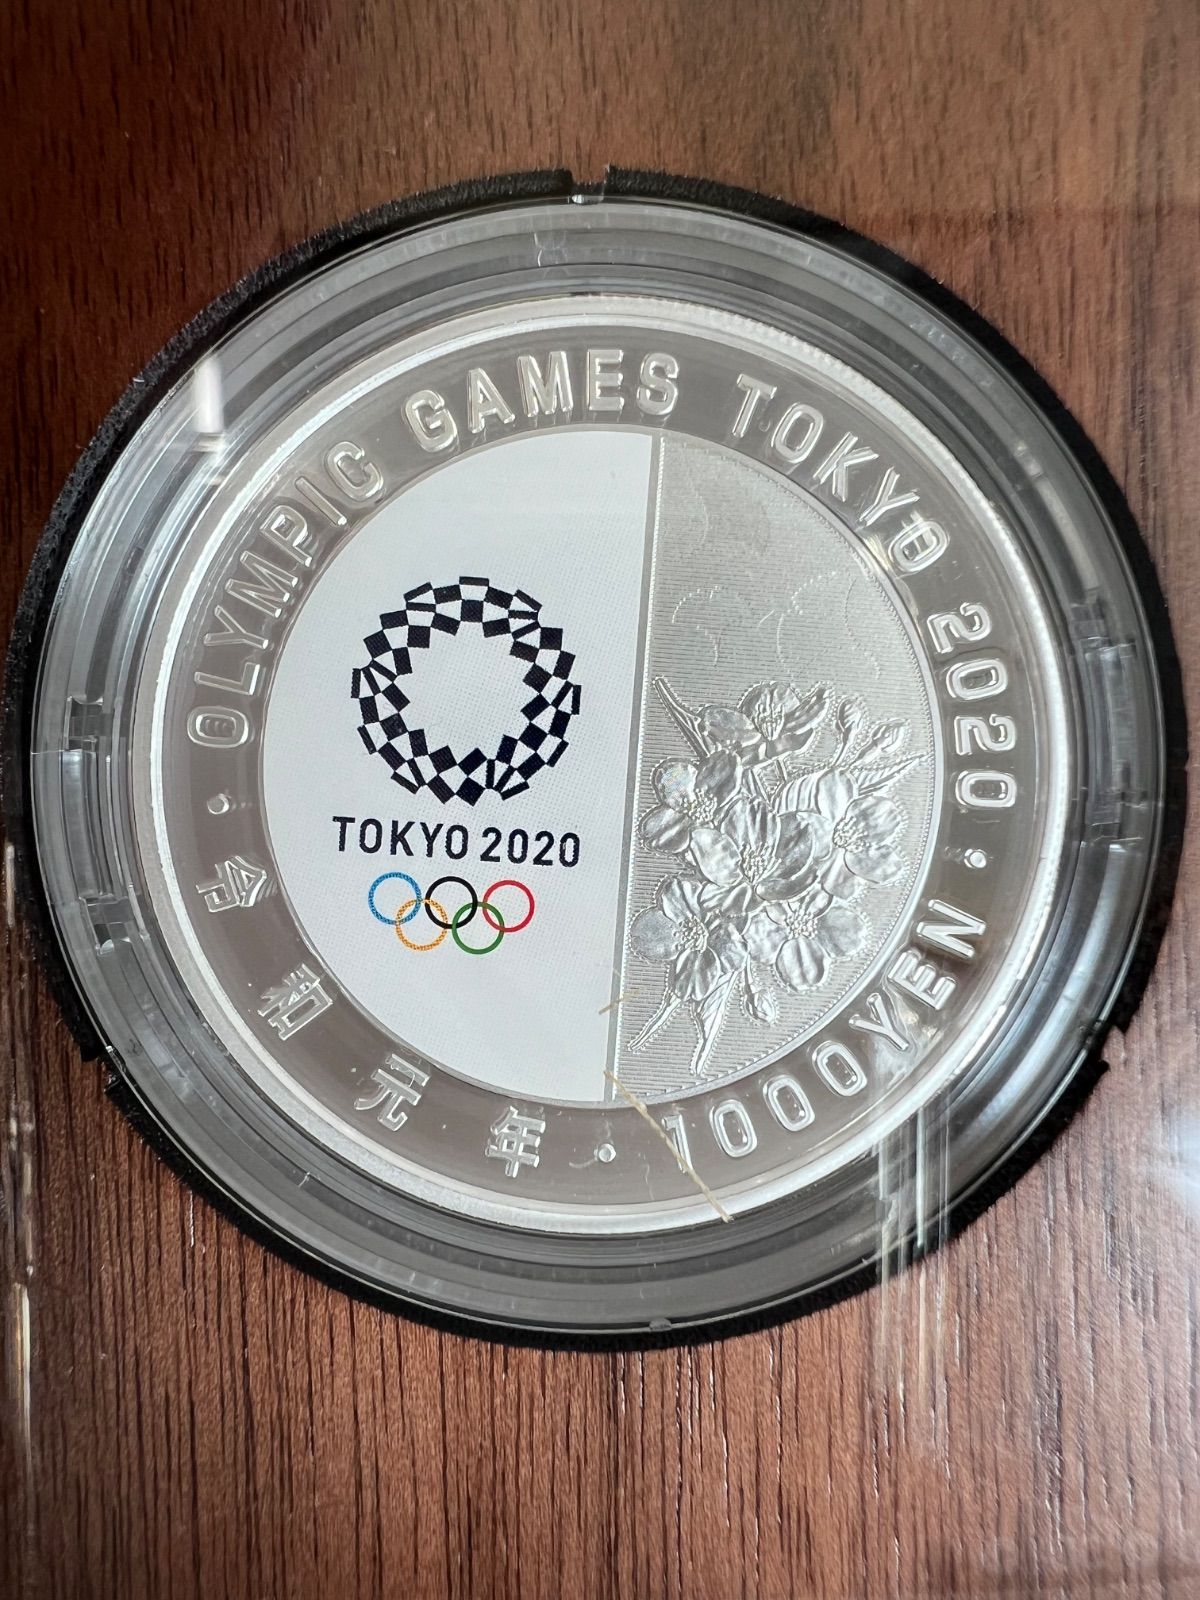 OLYMPIC GAMES TOKYO 2020
TOKYO 2020
令和元年・1000YEN